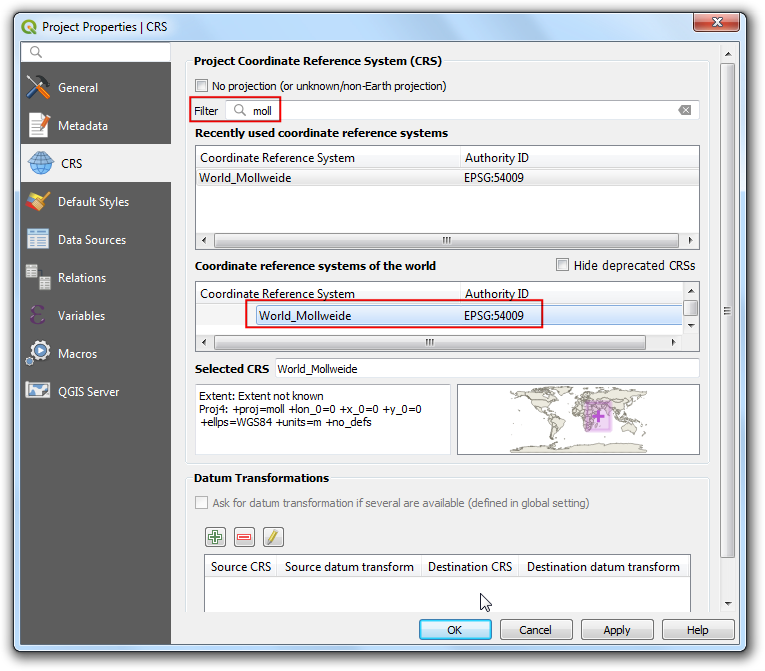 Project Properties | CRS
General
Metadata
CRS
Default Styles
Data Sources
Relations
Variables
Macros
QGIS Server
Project Coordinate Reference System (CRS)
No projection (or unknown/non-Earth projection)
Filter moll
Recently used coordinate reference systems
Coordinate Reference System Authority ID
World_Mollweide EPSG:54009
Coordinate reference systems of the world Hide deprecated CRSs
Coordinate Reference System Authority ID
World_Mollweide EPSG:54009
Selected CRS World_Mollweide
Extent: Extent not known
Proj4: +proj=moll +lon_0=0 +x_0=0 +y_0=0
+ellps=WGS84 +units=m +no_defs
Datum Transformations
Ask for datum transformation if several are available (defined in global setting)
Source CRS Source datum transform Destination CRS Destination datum transform
OK Cancel Apply Help